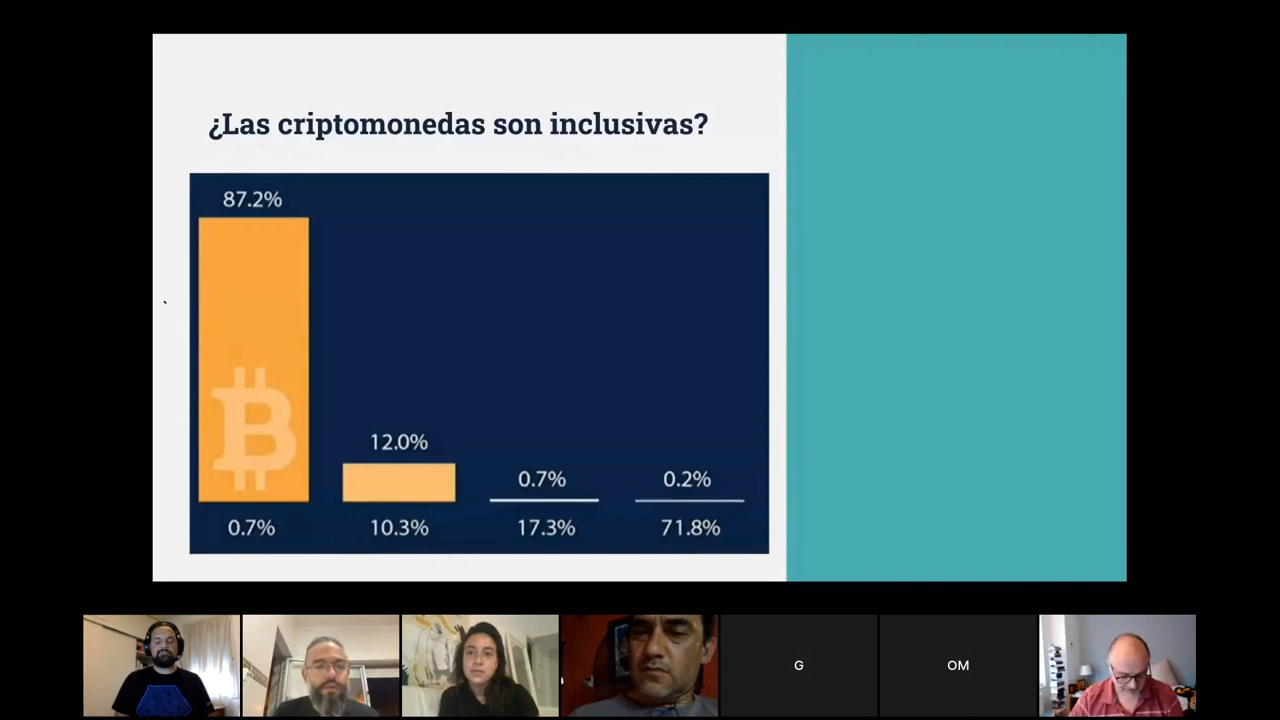 ¿Las criptomonedas son inclusivas?
87.2%
12.0%
0.7%
0.2%
0.7%
10.3%
17.3%
71.8%
G
OM